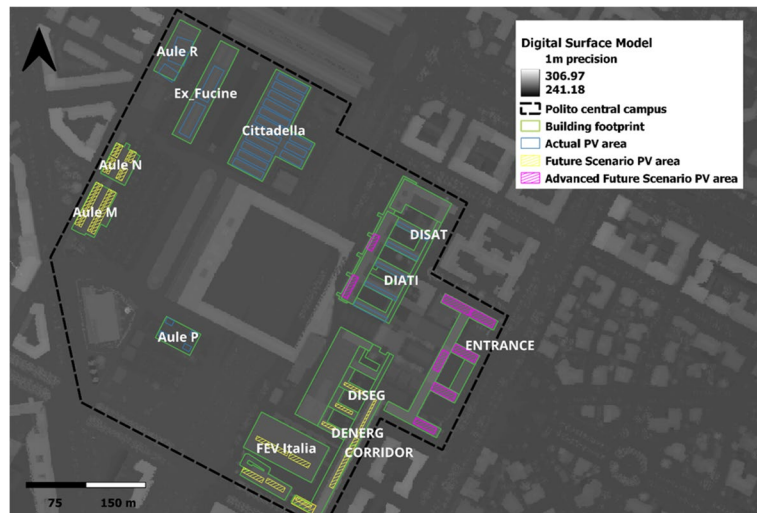 Digital Surface Model
1m precision
306.97
241.18
Polito central campus
Building footprint
Actual PV area
Future Scenario PV area
Advanced Future Scenario PV area
Aule R
Ex_Fucine
Cittadella
Aule N
Aule M
DISAT
DIATI
Aule P
ENTRANCE
DISEG
DENERG
FEV Italia
CORRIDOR
75
150 m